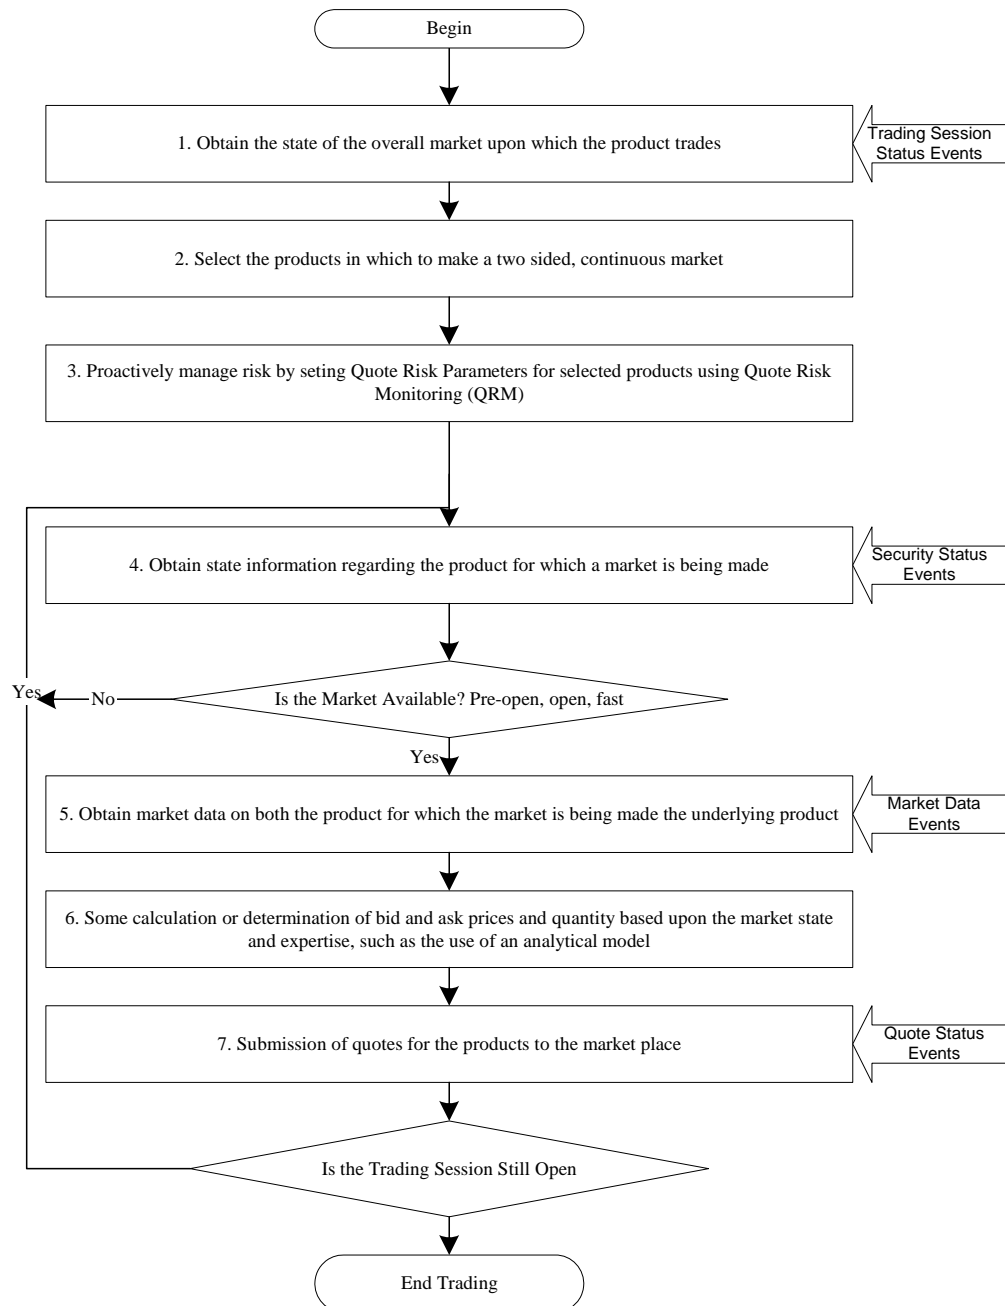 Begin
1. Obtain the state of the overall market upon which the product trades
Trading Session
Status Events
2. Select the products in which to make a two sided, continuous market
3. Proactively manage risk by seting Quote Risk Parameters for selected products using Quote Risk
Monitoring (QRM)
4. Obtain state information regarding the product for which a market is being made
Security Status
Events
Yes
No
Is the Market Available? Pre-open, open, fast
Yes
5. Obtain market data on both the product for which the market is being made the underlying product
Market Data
Events
6. Some calculation or determination of bid and ask prices and quantity based upon the market state
and expertise, such as the use of an analytical model
7. Submission of quotes for the products to the market place
Quote Status
Events
Is the Trading Session Still Open
End Trading